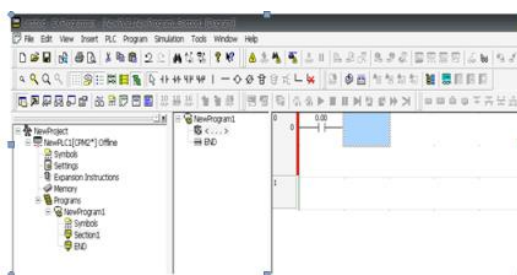 File Edit View Insert PLC Program Simulation Tools Window Help
NewProject
NewPLC1[CPM2*] Offline
Symbols
Settings
Expansion Instructions
Memory
Programs
NewProgram1
Symbols
Section1
END
NewProgram1
<...>
END
0
0
0.00
1